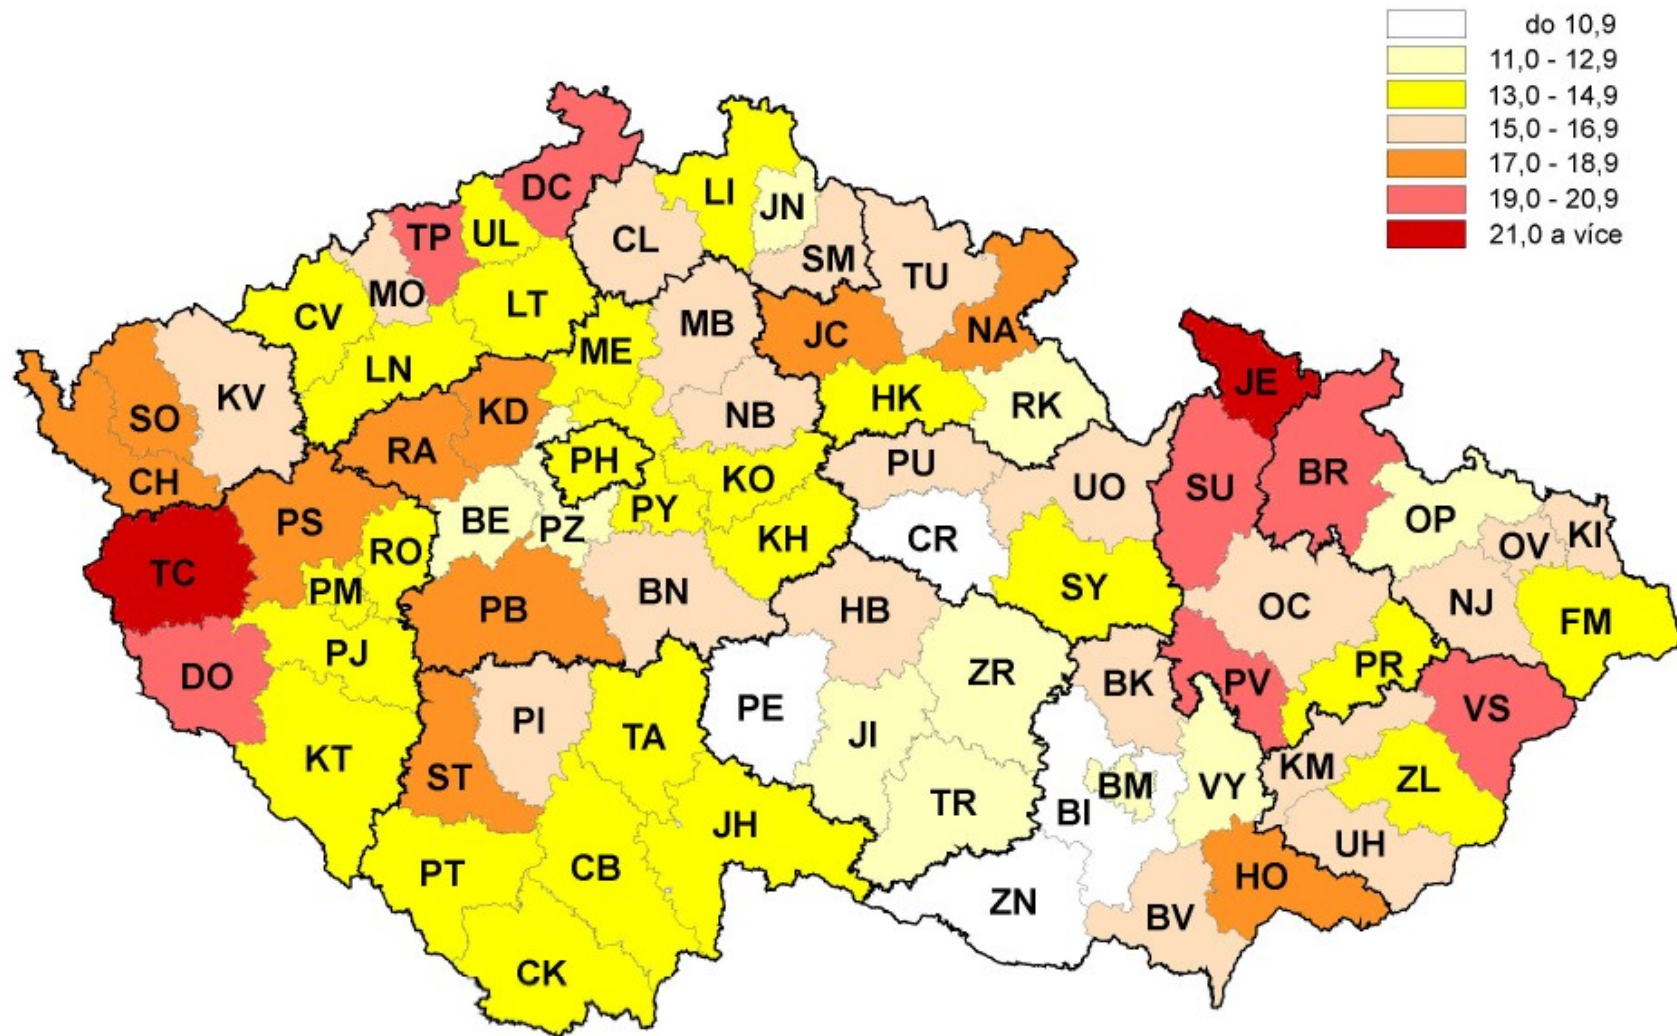 do 10,9
11,0 - 12,9
13,0 - 14,9
15,0 - 16,9
17,0 - 18,9
19,0 - 20,9
21,0 a více
DC
LI
JN
TP
UL
CL
SM
TU
MO
CV
LT
MB
JC
NA
ME
LN
JE
KV
SO
KD
NB
HK
RK
RA
PH
PU
BR
CH
KO
UO
SU
PS
BE
PZ
PY
OP
RO
KH
CR
OV
KI
TC
PM
BN
SY
PB
HB
OC
NJ
FM
PJ
DO
ZR
BK
PV
PR
PE
VS
PI
TA
JI
KT
ST
KM
ZL
TR
BI
BM
VY
JH
UH
PT
CB
HO
ZN
BV
CK